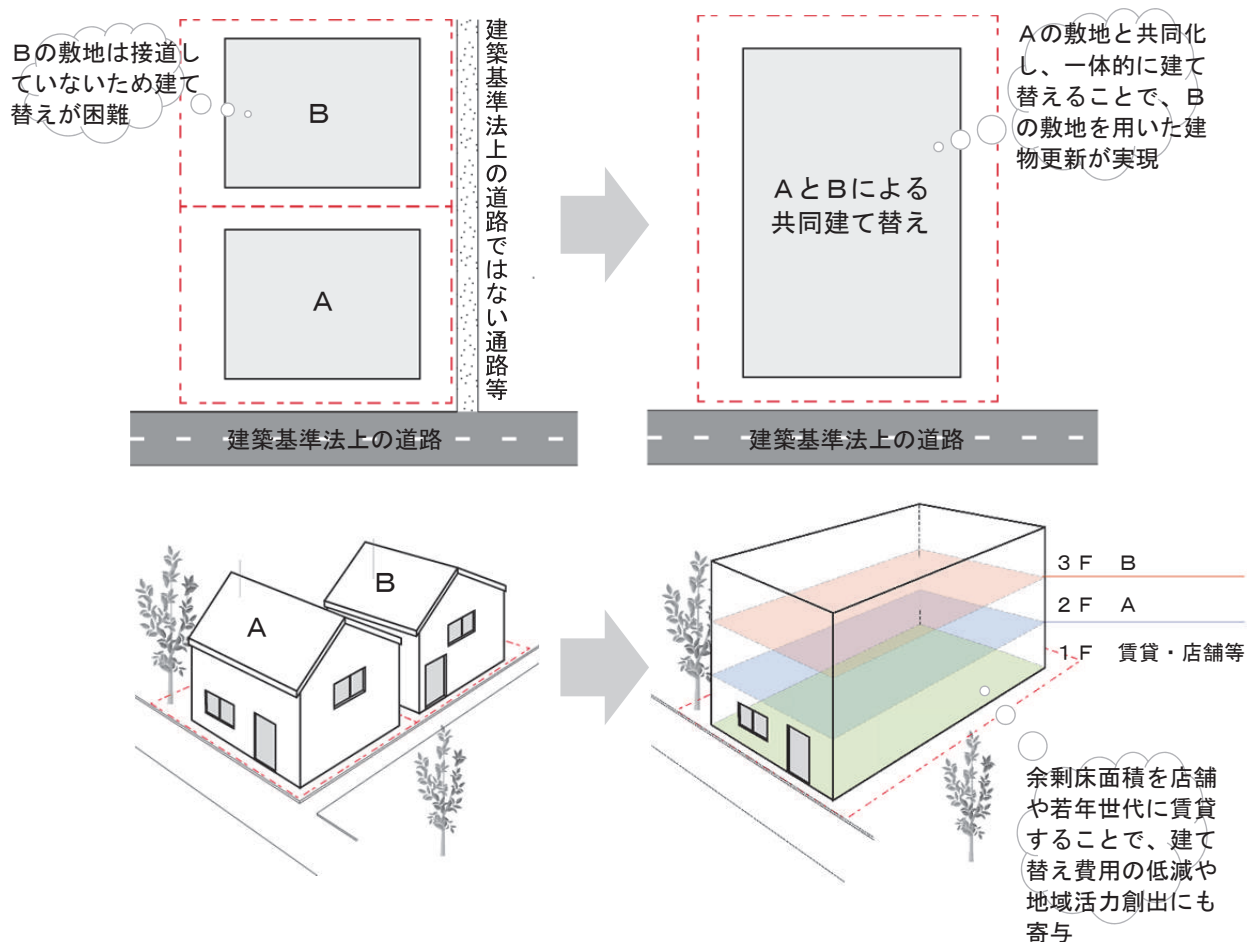 Bの敷地は接道し
ていないため建て
替えが困難
B
A
建築基準法上の道路ではない通路等
建築基準法上の道路
Aの敷地と共同化
し、一体的に建て
替えることで、B
の敷地を用いた建
物更新が実現
AとBによる
共同建て替え
建築基準法上の道路
A
B
3F B
2F A
1F 賃貸・店舗等
余剰床面積を店舗
や若年世代に賃貸
することで、建て
替え費用の低減や
地域活力創出にも
寄与